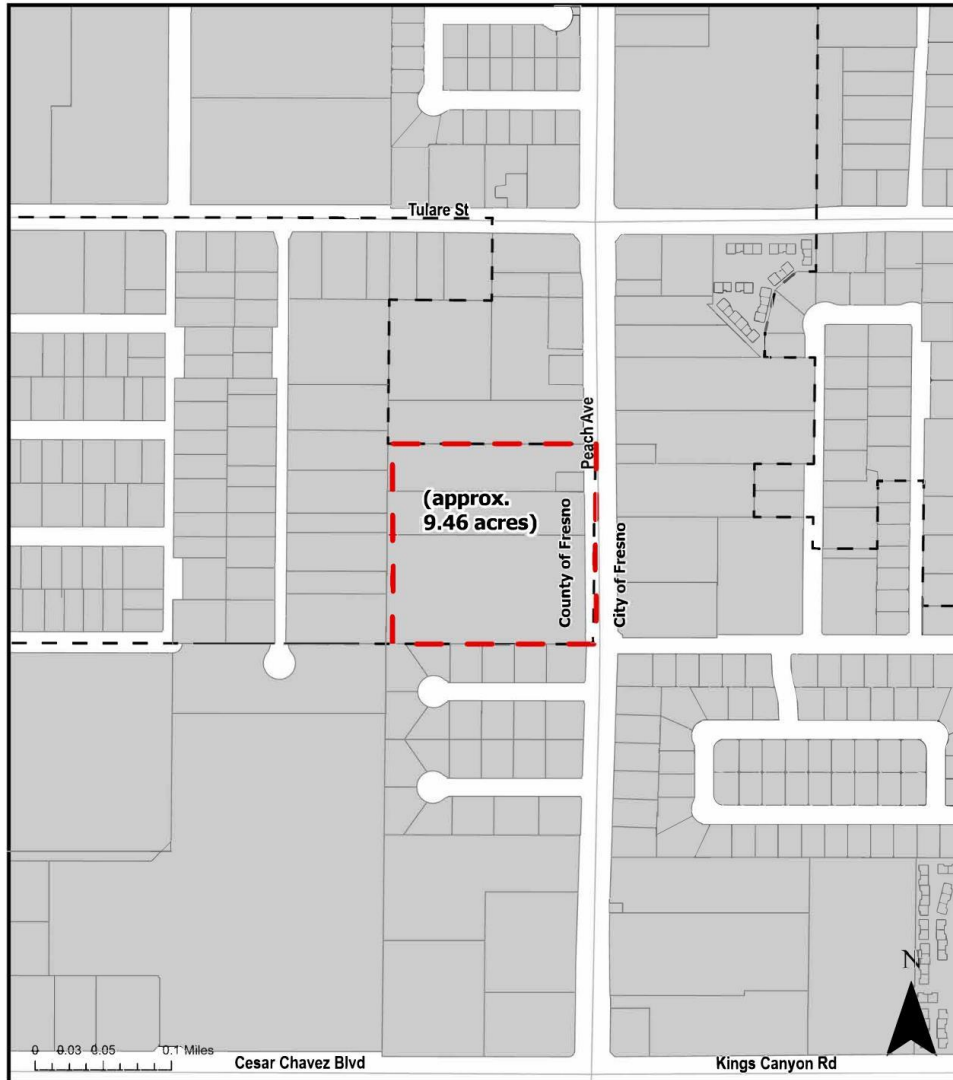 Tulare St
Peach Ave
(approx.
9.46 acres)
County of Fresno
City of Fresno
N
0 0.03 0.05 0.1 Miles
Cesar Chavez Blvd
Kings Canyon Rd